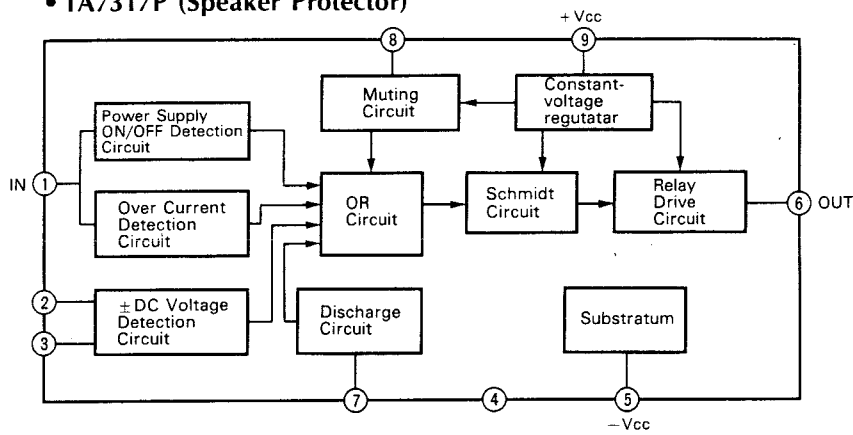 • TA7317P (Speaker Protector)
+Vcc
8
9
Muting
Circuit
Constant-
voltage
regutatar
Power Supply
ON/OFF Detection
Circuit
IN 1
Over Current
Detection
Circuit
OR
Circuit
Schmidt
Circuit
Relay
Drive
Circuit
6 OUT
2
3
±DC Voltage
Detection
Circuit
Discharge
Circuit
Substratum
7
4
5
−Vcc